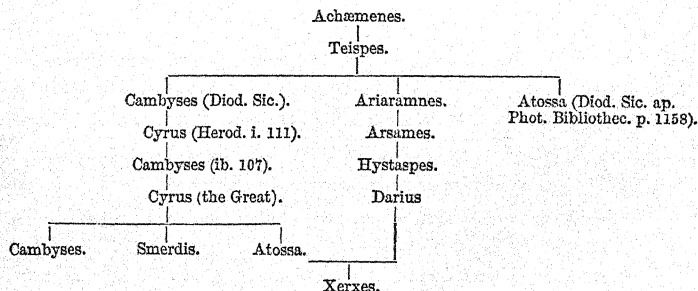 Achæmenes.
Teispes.
Cambyses (Diod. Sic.). Ariaramnes. Atossa (Diod. Sic. ap.
Phot. Bibliothec. p. 1158).
Cyrus (Herod. i. 111). Arsames.
Cambyses (ib. 107). Hystaspes.
Cyrus (the Great). Darius
Cambyses. Smerdis. Atossa.
Xerxes.